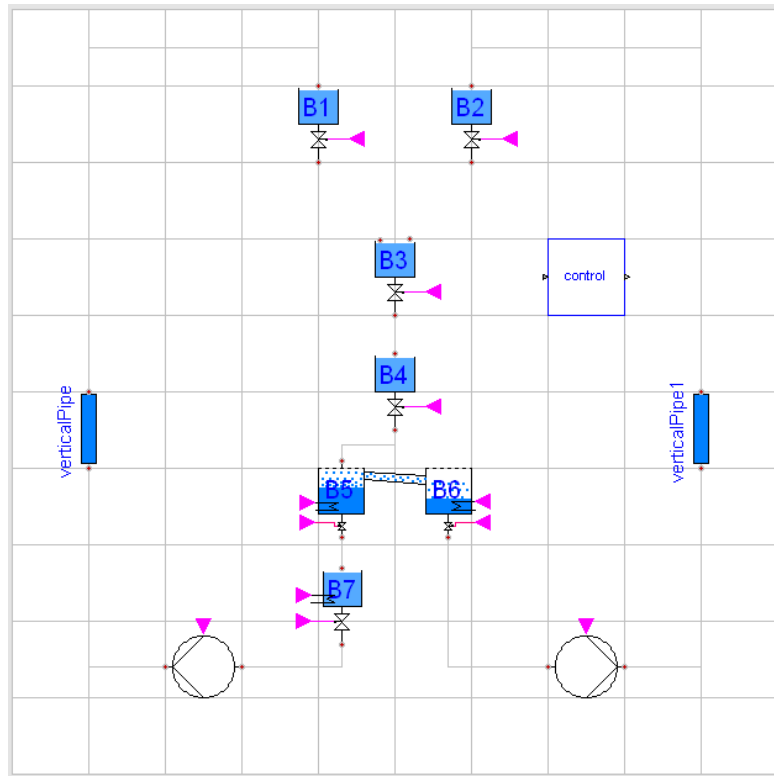 B1
B2
B3
control
B4
verticalPipe
verticalPipe1
B5
B6
B7